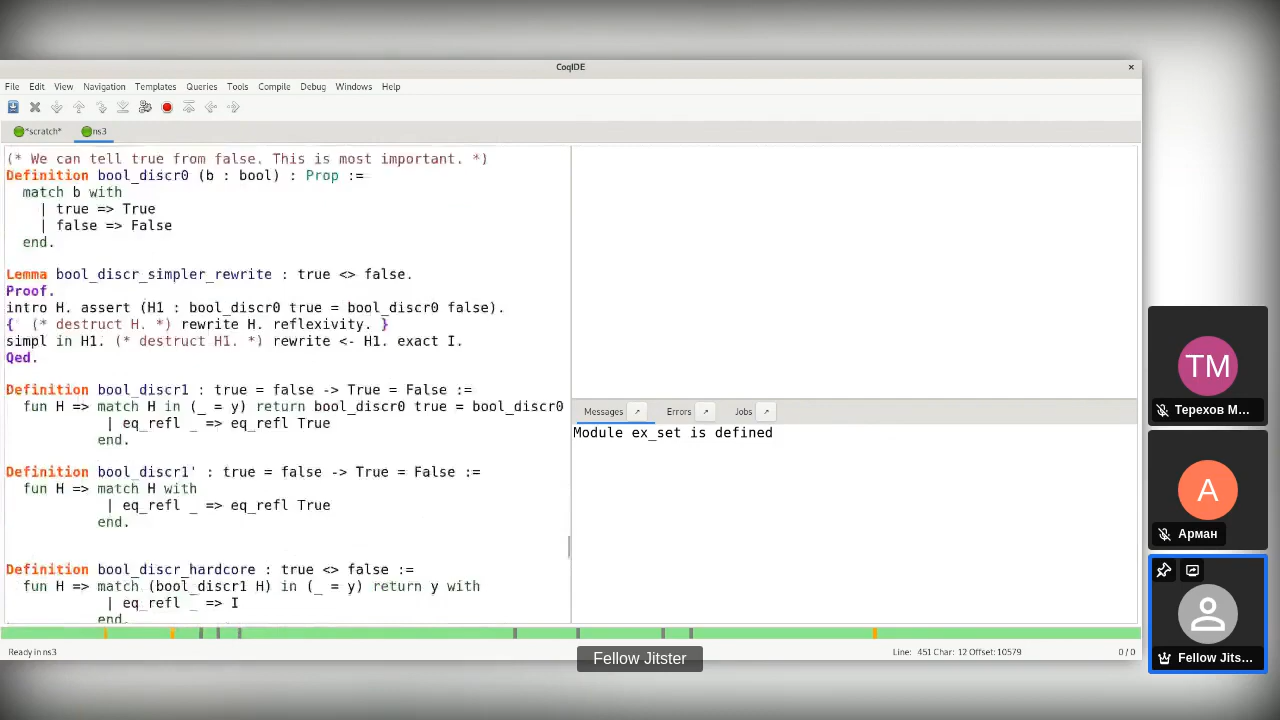 CoqIDE
×
File Edit View Navigation Templates Queries Tools Compile Debug Windows Help
*scratch* ns3
(* We can tell true from false. This is most important. *)
Definition bool_discr0 (b : bool) : Prop :=
match b with
| true => True
| false => False
end.
Lemma bool_discr_simpler_rewrite : true <> false.
Proof.
intro H. assert (H1 : bool_discr0 true = bool_discr0 false).
{ (* destruct H. *) rewrite H. reflexivity. }
simpl in H1. (* destruct H1. *) rewrite <- H1. exact I.
Qed.
Definition bool_discr1 : true = false -> True = False :=
fun H => match H in (_ = y) return bool_discr0 true = bool_discr0
| eq_refl _ => eq_refl True
end.
Definition bool_discr1' : true = false -> True = False :=
fun H => match H with
| eq_refl _ => eq_refl True
end.
Definition bool_discr_hardcore : true <> false :=
fun H => match (bool_discr1 H) in (_ = y) return y with
| eq_refl _ => I
end.
Messages Errors Jobs
Module ex_set is defined
Ready in ns3
Line: 451 Char: 12 Offset: 10579
0 / 0
Fellow Jitster
TM
Терехов М...
A
Арман
Fellow Jits...